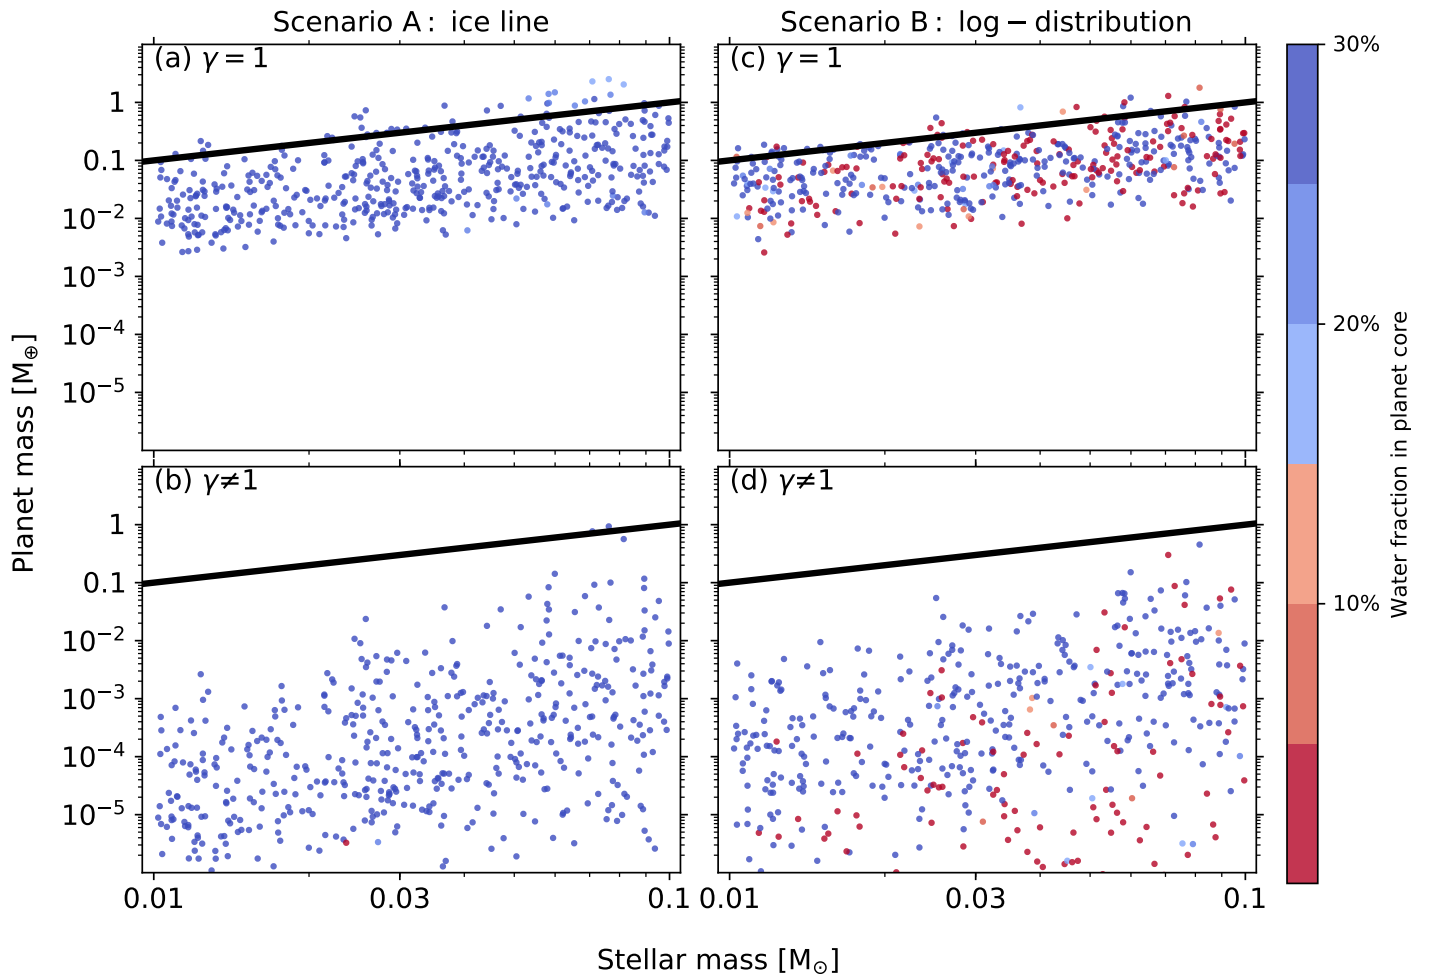 Scenario A : ice line
Scenario B : log − distribution
(a) γ = 1
(c) γ = 1
30%
1
0.1
10⁻²
10⁻³
10⁻⁴
10⁻⁵
20%
(b) γ≠1
(d) γ≠1
1
0.1
10⁻²
10⁻³
10⁻⁴
10⁻⁵
10%
Planet mass [M⊕]
Water fraction in planet core
0.01 0.03 0.1
0.01 0.03 0.1
Stellar mass [M⊙]